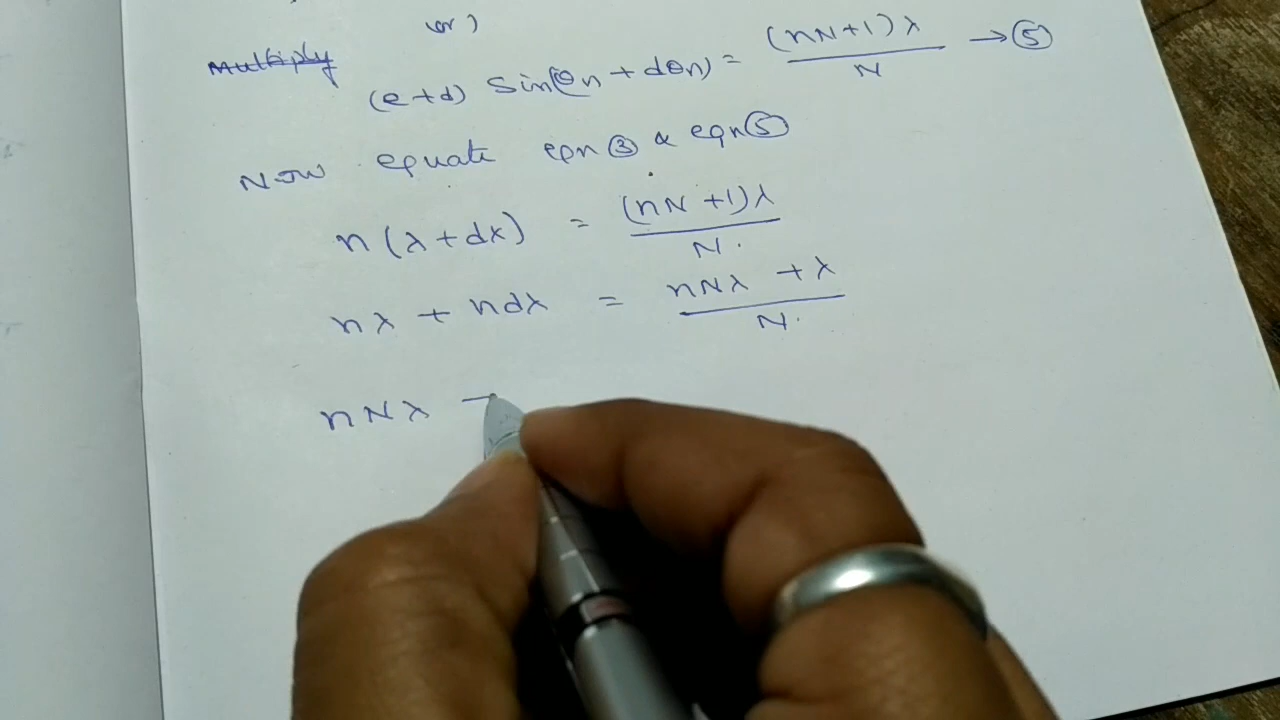 (or)
Multiply
(e+d) Sin(θn + dθn) = (nN+1)λ / N → ⑤
Now equate eqn ③ & eqn ⑤
n(λ+dλ) = (nN+1)λ / N.
nλ + ndλ = nNλ + λ / N.
nNλ